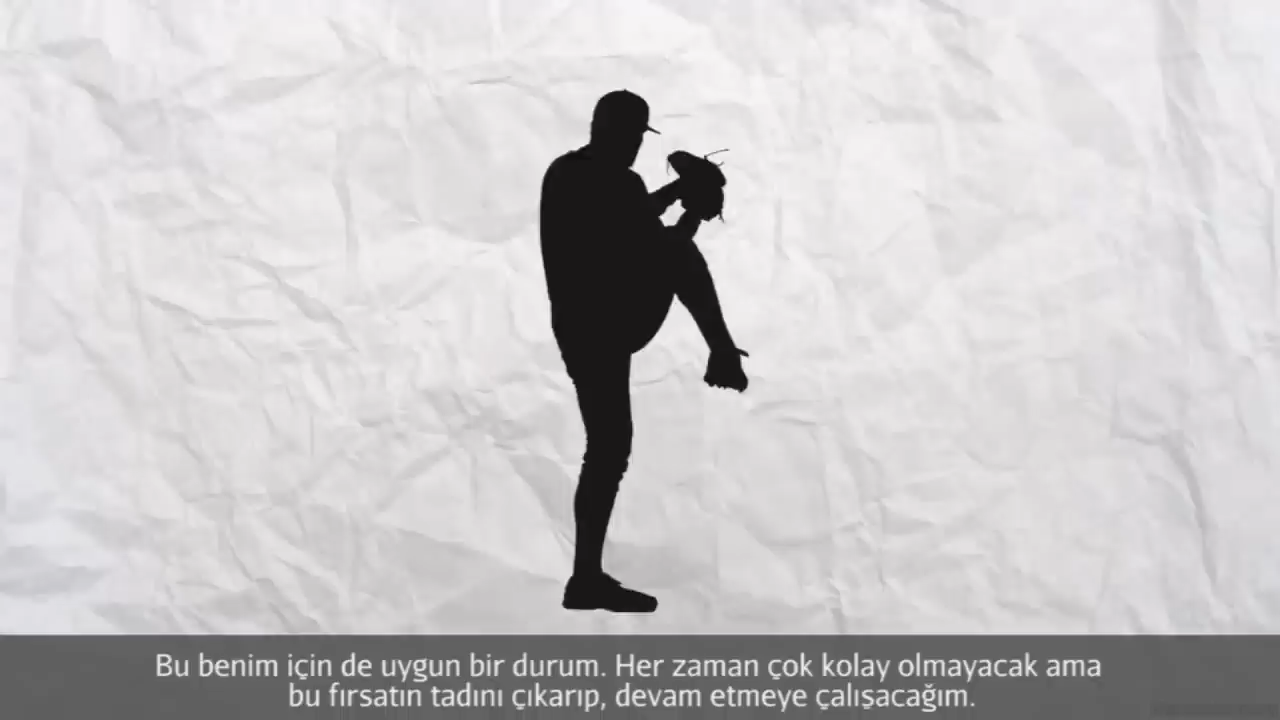 Bu benim için de uygun bir durum. Her zaman çok kolay olmayacak ama
bu fırsatın tadını çıkarıp, devam etmeye çalışacağım.